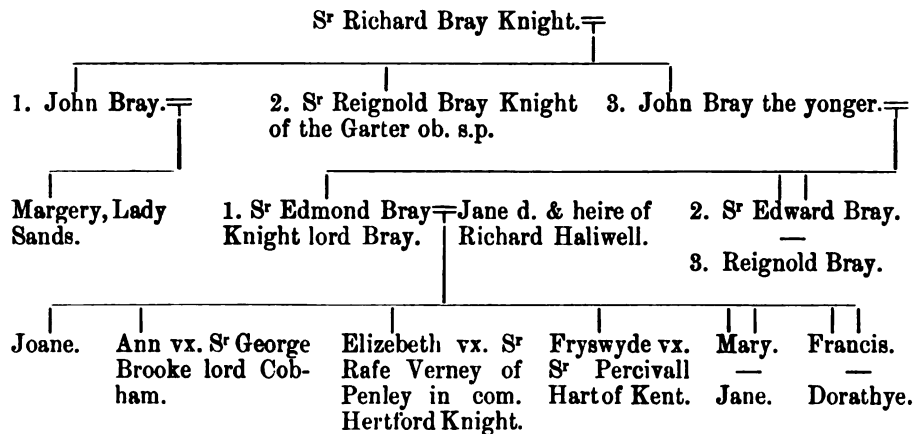 Sʳ Richard Bray Knight.
1. John Bray.
2. Sʳ Reignold Bray Knight
of the Garter ob. s.p.
3. John Bray the yonger.
Margery, Lady
Sands.
1. Sʳ Edmond Bray
Knight lord Bray.
Jane d. & heire of
Richard Haliwell.
2. Sʳ Edward Bray.
—
3. Reignold Bray.
Joane.
Ann vx. Sʳ George
Brooke lord Cob-
ham.
Elizebeth vx. Sʳ
Rafe Verney of
Penley in com.
Hertford Knight.
Fryswyde vx.
Sʳ Percivall
Hart of Kent.
Mary.
—
Jane.
Francis.
—
Dorathye.